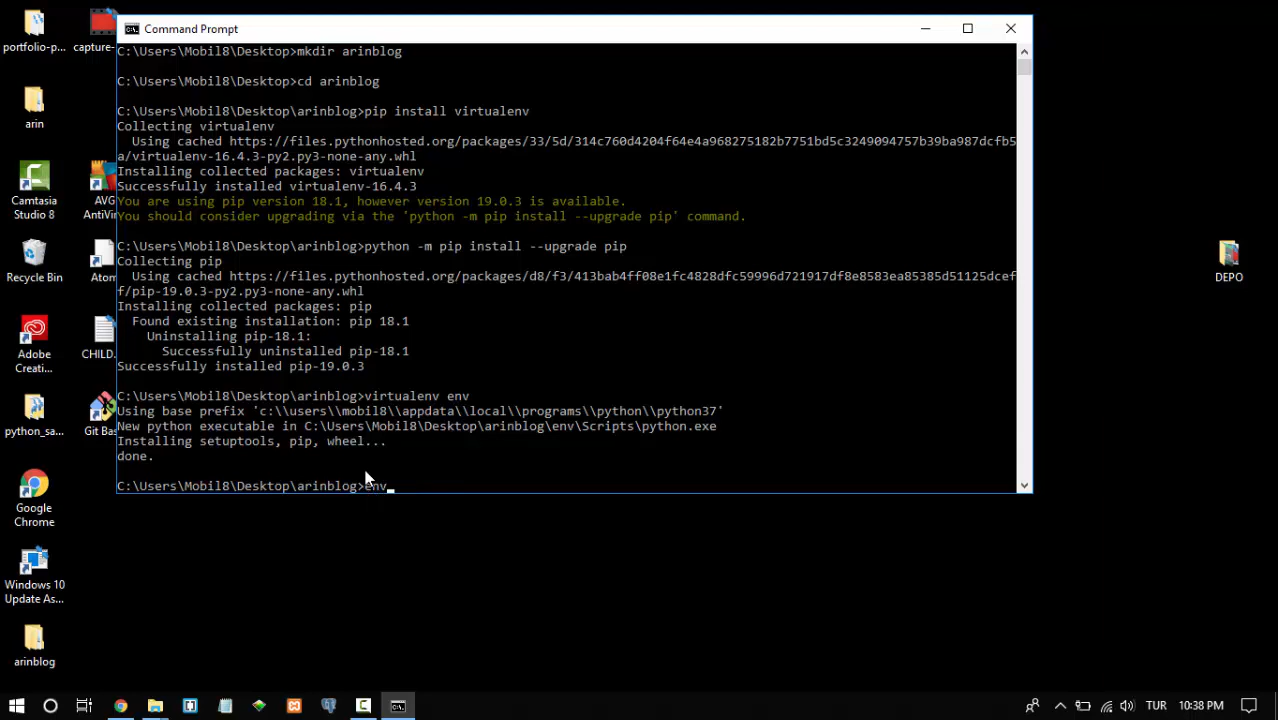 Command Prompt
C:\Users\Mobil8\Desktop>mkdir arinblog
C:\Users\Mobil8\Desktop>cd arinblog
C:\Users\Mobil8\Desktop\arinblog>pip install virtualenv
Collecting virtualenv
Using cached https://files.pythonhosted.org/packages/33/5d/314c760d4204f64e4a968275182b7751bd5c3249094757b39ba987dcfb5
a/virtualenv-16.4.3-py2.py3-none-any.whl
Installing collected packages: virtualenv
Successfully installed virtualenv-16.4.3
You are using pip version 18.1, however version 19.0.3 is available.
You should consider upgrading via the 'python -m pip install --upgrade pip' command.
C:\Users\Mobil8\Desktop\arinblog>python -m pip install --upgrade pip
Collecting pip
Using cached https://files.pythonhosted.org/packages/d8/f3/413bab4ff08e1fc4828dfc59996d721917df8e8583ea85385d51125dcef
f/pip-19.0.3-py2.py3-none-any.whl
Installing collected packages: pip
Found existing installation: pip 18.1
Uninstalling pip-18.1:
Successfully uninstalled pip-18.1
Successfully installed pip-19.0.3
C:\Users\Mobil8\Desktop\arinblog>virtualenv env
Using base prefix 'c:\\users\\mobil8\\appdata\\local\\programs\\python\\python37'
New python executable in C:\Users\Mobil8\Desktop\arinblog\env\Scripts\python.exe
Installing setuptools, pip, wheel...
done.
C:\Users\Mobil8\Desktop\arinblog>env_
portfolio-p...
capture-
arin
Camtasia
Studio 8
AVG
AntiVir
Recycle Bin
Atom
Adobe
Creati...
CHILD.
python_sa...
Git Bas
Google
Chrome
Windows 10
Update As...
arinblog
DEPO
TUR
10:38 PM